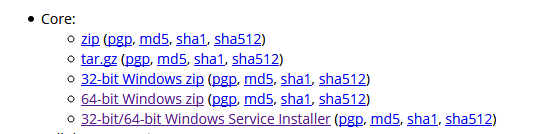 Core:
zip (pgp, md5, sha1, sha512)
tar.gz (pgp, md5, sha1, sha512)
32-bit Windows zip (pgp, md5, sha1, sha512)
64-bit Windows zip (pgp, md5, sha1, sha512)
32-bit/64-bit Windows Service Installer (pgp, md5, sha1, sha512)